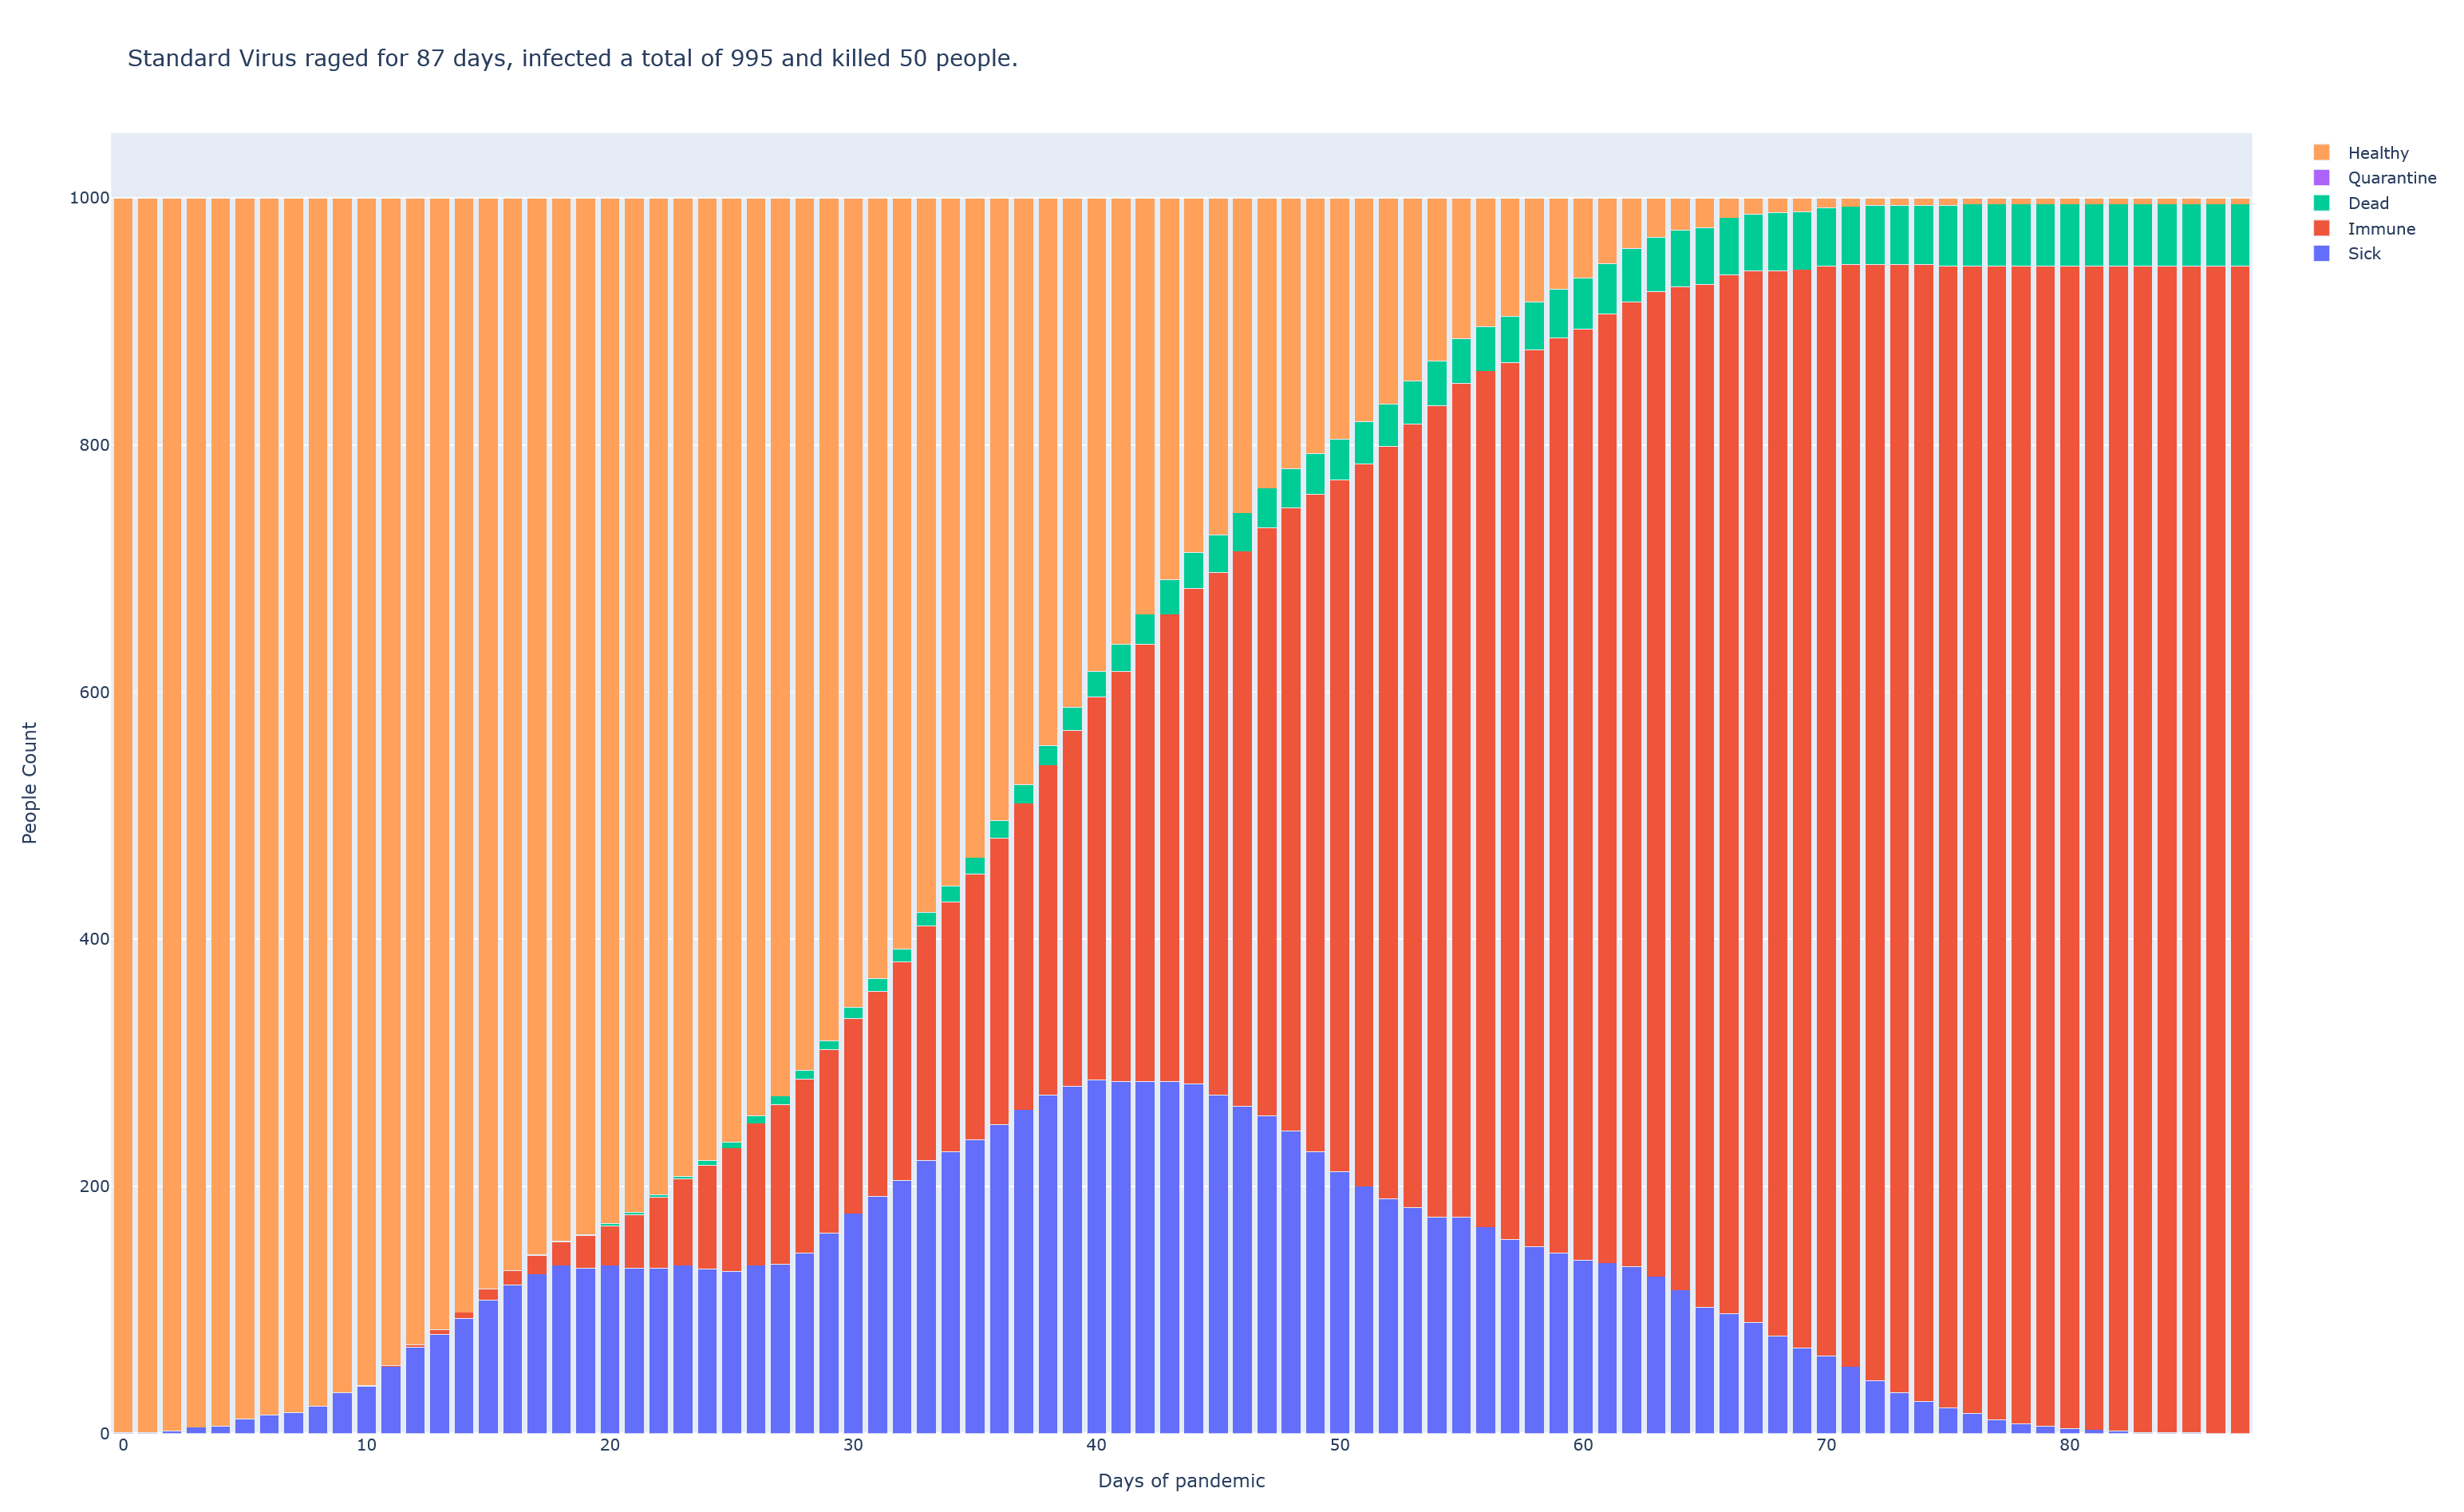 Standard Virus raged for 87 days, infected a total of 995 and killed 50 people.
Healthy
Quarantine
Dead
Immune
Sick
1000
800
600
400
200
0
People Count
0 10 20 30 40 50 60 70 80
Days of pandemic